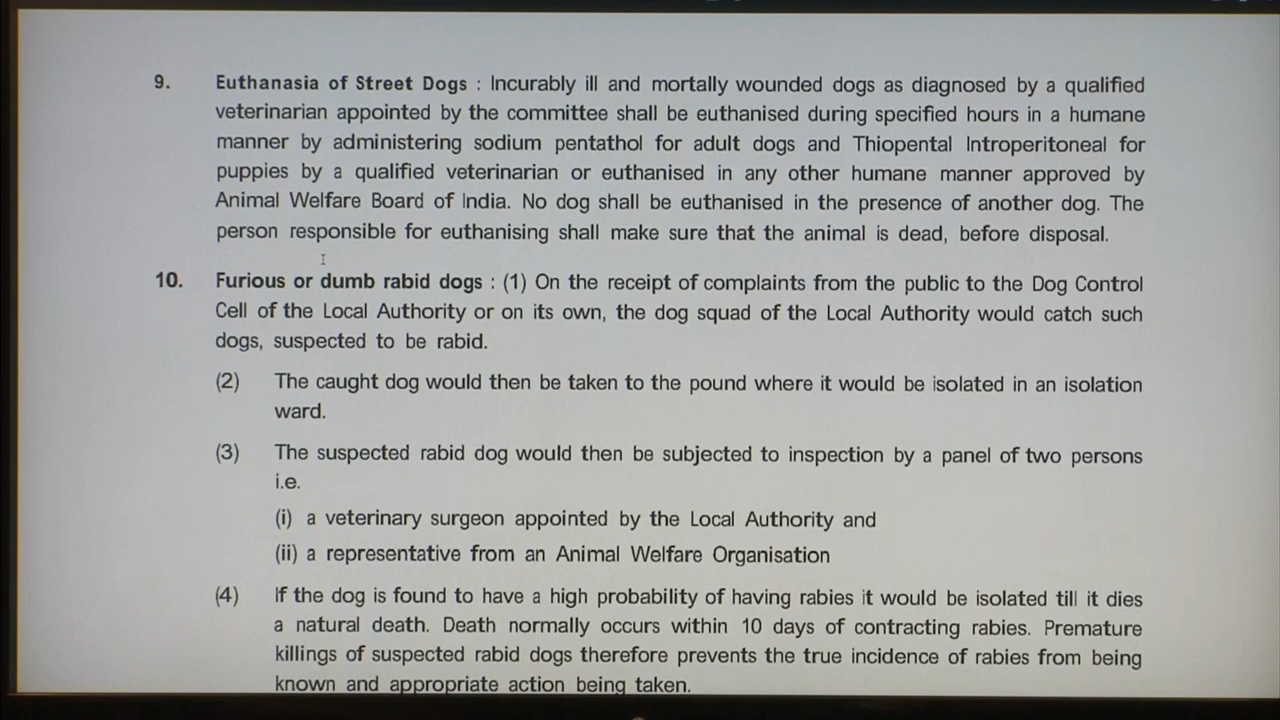 9. Euthanasia of Street Dogs : Incurably ill and mortally wounded dogs as diagnosed by a qualified
veterinarian appointed by the committee shall be euthanised during specified hours in a humane
manner by administering sodium pentathol for adult dogs and Thiopental Introperitoneal for
puppies by a qualified veterinarian or euthanised in any other humane manner approved by
Animal Welfare Board of India. No dog shall be euthanised in the presence of another dog. The
person responsible for euthanising shall make sure that the animal is dead, before disposal.
10. Furious or dumb rabid dogs : (1) On the receipt of complaints from the public to the Dog Control
Cell of the Local Authority or on its own, the dog squad of the Local Authority would catch such
dogs, suspected to be rabid.
(2) The caught dog would then be taken to the pound where it would be isolated in an isolation
ward.
(3) The suspected rabid dog would then be subjected to inspection by a panel of two persons
i.e.
(i) a veterinary surgeon appointed by the Local Authority and
(ii) a representative from an Animal Welfare Organisation
(4) If the dog is found to have a high probability of having rabies it would be isolated till it dies
a natural death. Death normally occurs within 10 days of contracting rabies. Premature
killings of suspected rabid dogs therefore prevents the true incidence of rabies from being
known and appropriate action being taken.